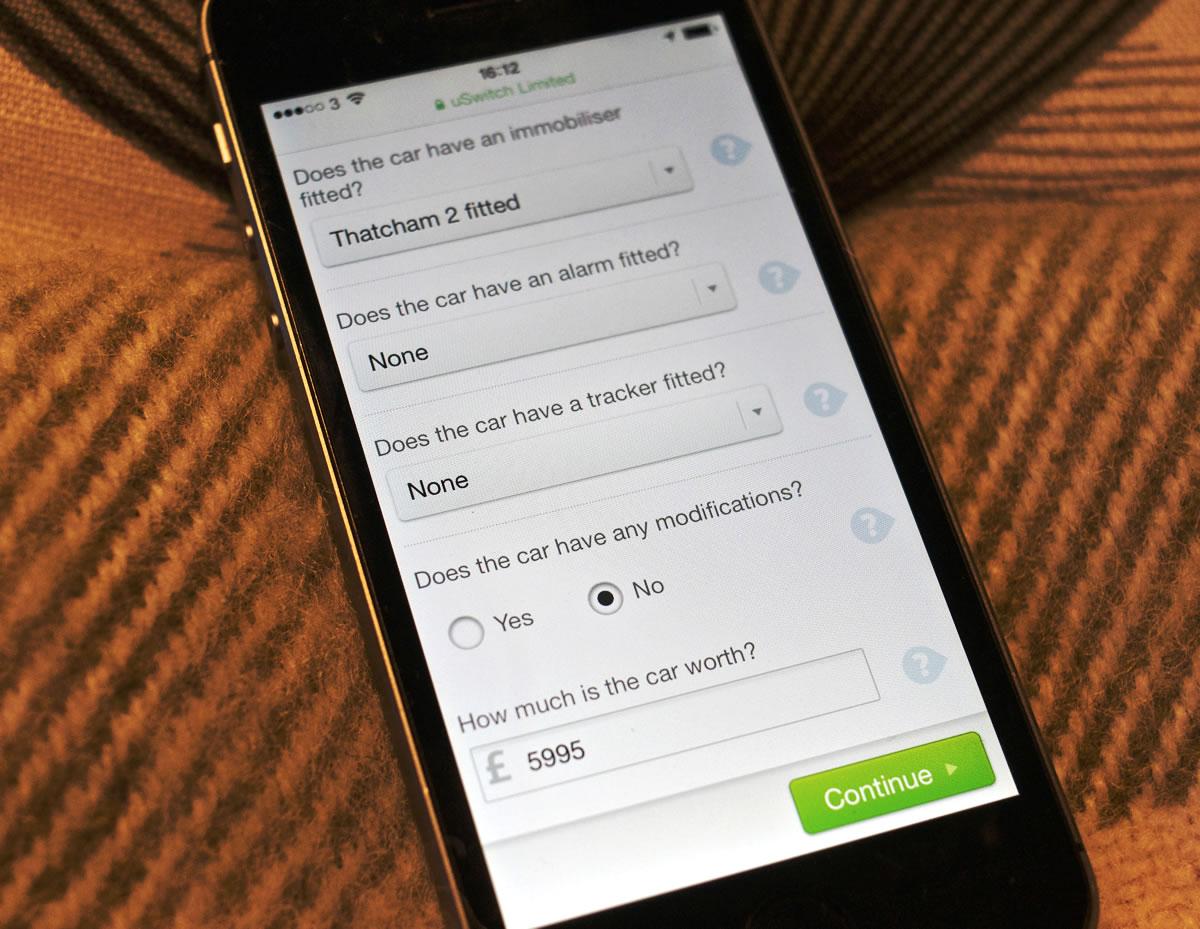 16:12
3
uSwitch Limited
Does the car have an immobiliser
fitted?
Thatcham 2 fitted
Does the car have an alarm fitted?
None
Does the car have a tracker fitted?
None
Does the car have any modifications?
Yes
No
How much is the car worth?
£ 5995
Continue